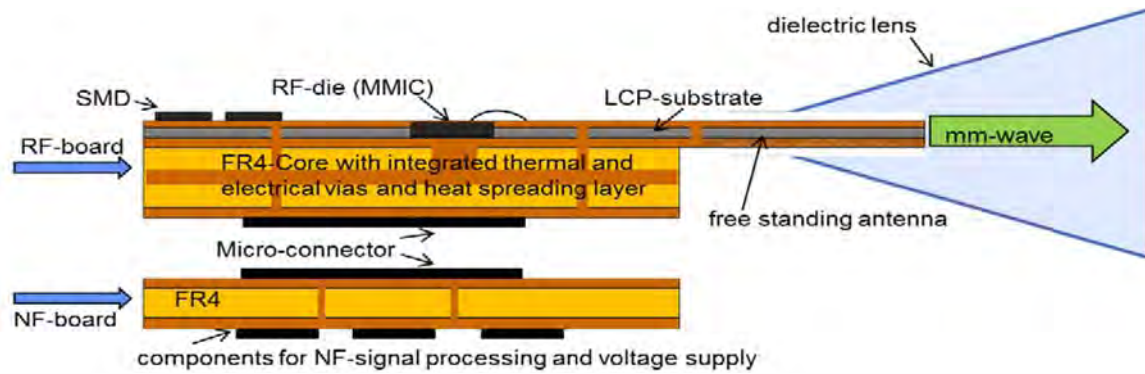 dielectric lens
RF-die (MMIC)
SMD
LCP-substrate
RF-board
mm-wave
FR4-Core with integrated thermal and
electrical vias and heat spreading layer
free standing antenna
Micro-connector
FR4
NF-board
components for NF-signal processing and voltage supply